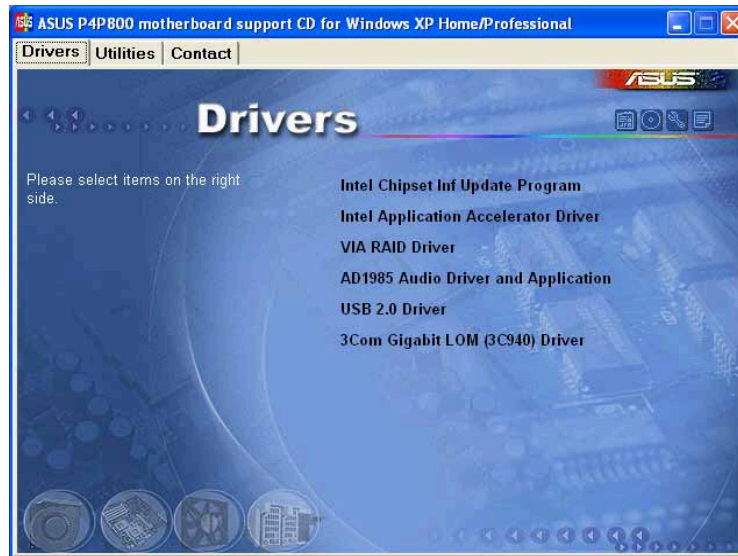 ASUS P4P800 motherboard support CD for Windows XP Home/Professional
Drivers Utilities Contact
ASUS
Drivers
Please select items on the right
side.
Intel Chipset Inf Update Program
Intel Application Accelerator Driver
VIA RAID Driver
AD1985 Audio Driver and Application
USB 2.0 Driver
3Com Gigabit LOM (3C940) Driver